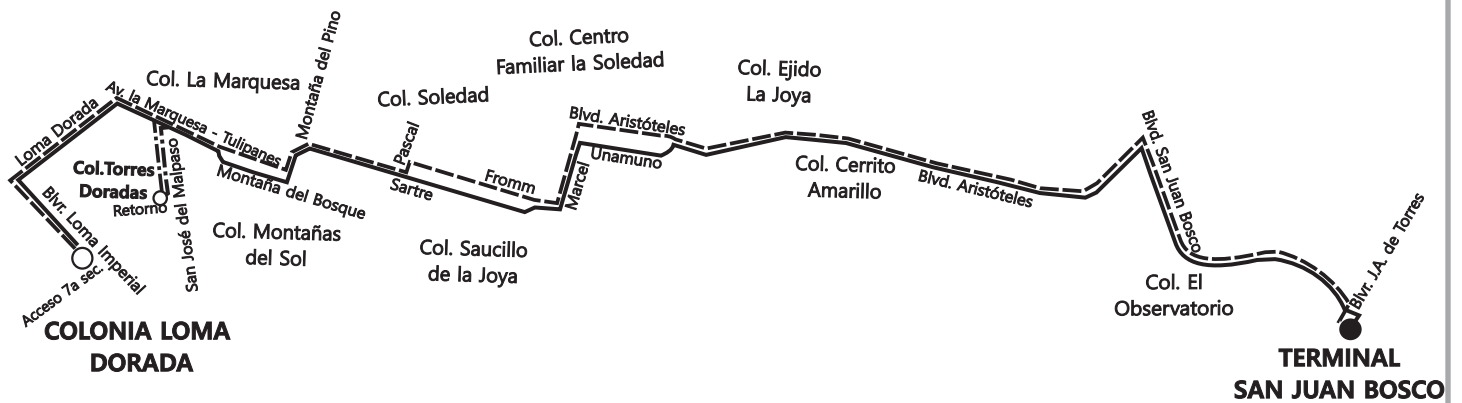 Loma Dorada
Av. la Marquesa - Tulipanes
Col. La Marquesa
Montaña del Pino
Col. Soledad
Pascal
Col. Centro
Familiar la Soledad
Blvd. Aristóteles
Col. Ejido
La Joya
Col.Torres
Doradas
Retorno
San José del Malpaso
Montaña del Bosque
Sartre
Fromm
Marcel
Unamuno
Col. Cerrito
Amarillo
Blvd. Aristóteles
Blvd. San Juan Bosco
Blvr. J.A. de Torres
Blvr. Loma Imperial
Acceso 7a sec.
Col. Montañas
del Sol
Col. Saucillo
de la Joya
Col. El
Observatorio
COLONIA LOMA
DORADA
TERMINAL
SAN JUAN BOSCO